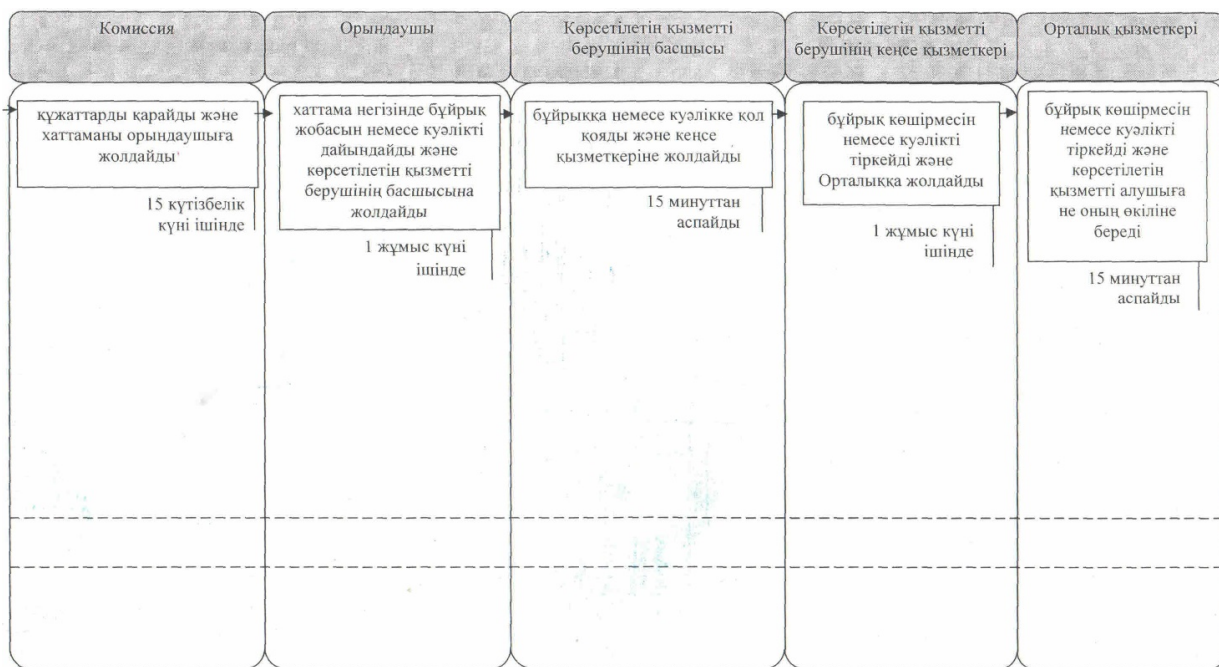 Комиссия
Орындаушы
Көрсетілетін қызметті
берушінің басшысы
Көрсетілетін қызметті
берушінің кеңсе қызметкері
Орталық қызметкері
құжаттарды қарайды және
хаттаманы орындаушыға
жолдайды
15 күтізбелік
күні ішінде
хаттама негізінде бұйрық
жобасын немесе куәлікті
дайындайды және
көрсетілетін қызметті
берушінің басшысына
жолдайды
1 жұмыс күні
ішінде
бұйрыққа немесе куәлікке қол
қояды және кеңсе
қызметкеріне жолдайды
15 минуттан
аспайды
бұйрық көшірмесін
немесе куәлікті
тіркейді және
Орталыққа жолдайды
1 жұмыс күні
ішінде
бұйрық көшірмесін
немесе куәлікті
тіркейді және
көрсетілетін
қызметті алушыға
не оның өкіліне
береді
15 минуттан
аспайды